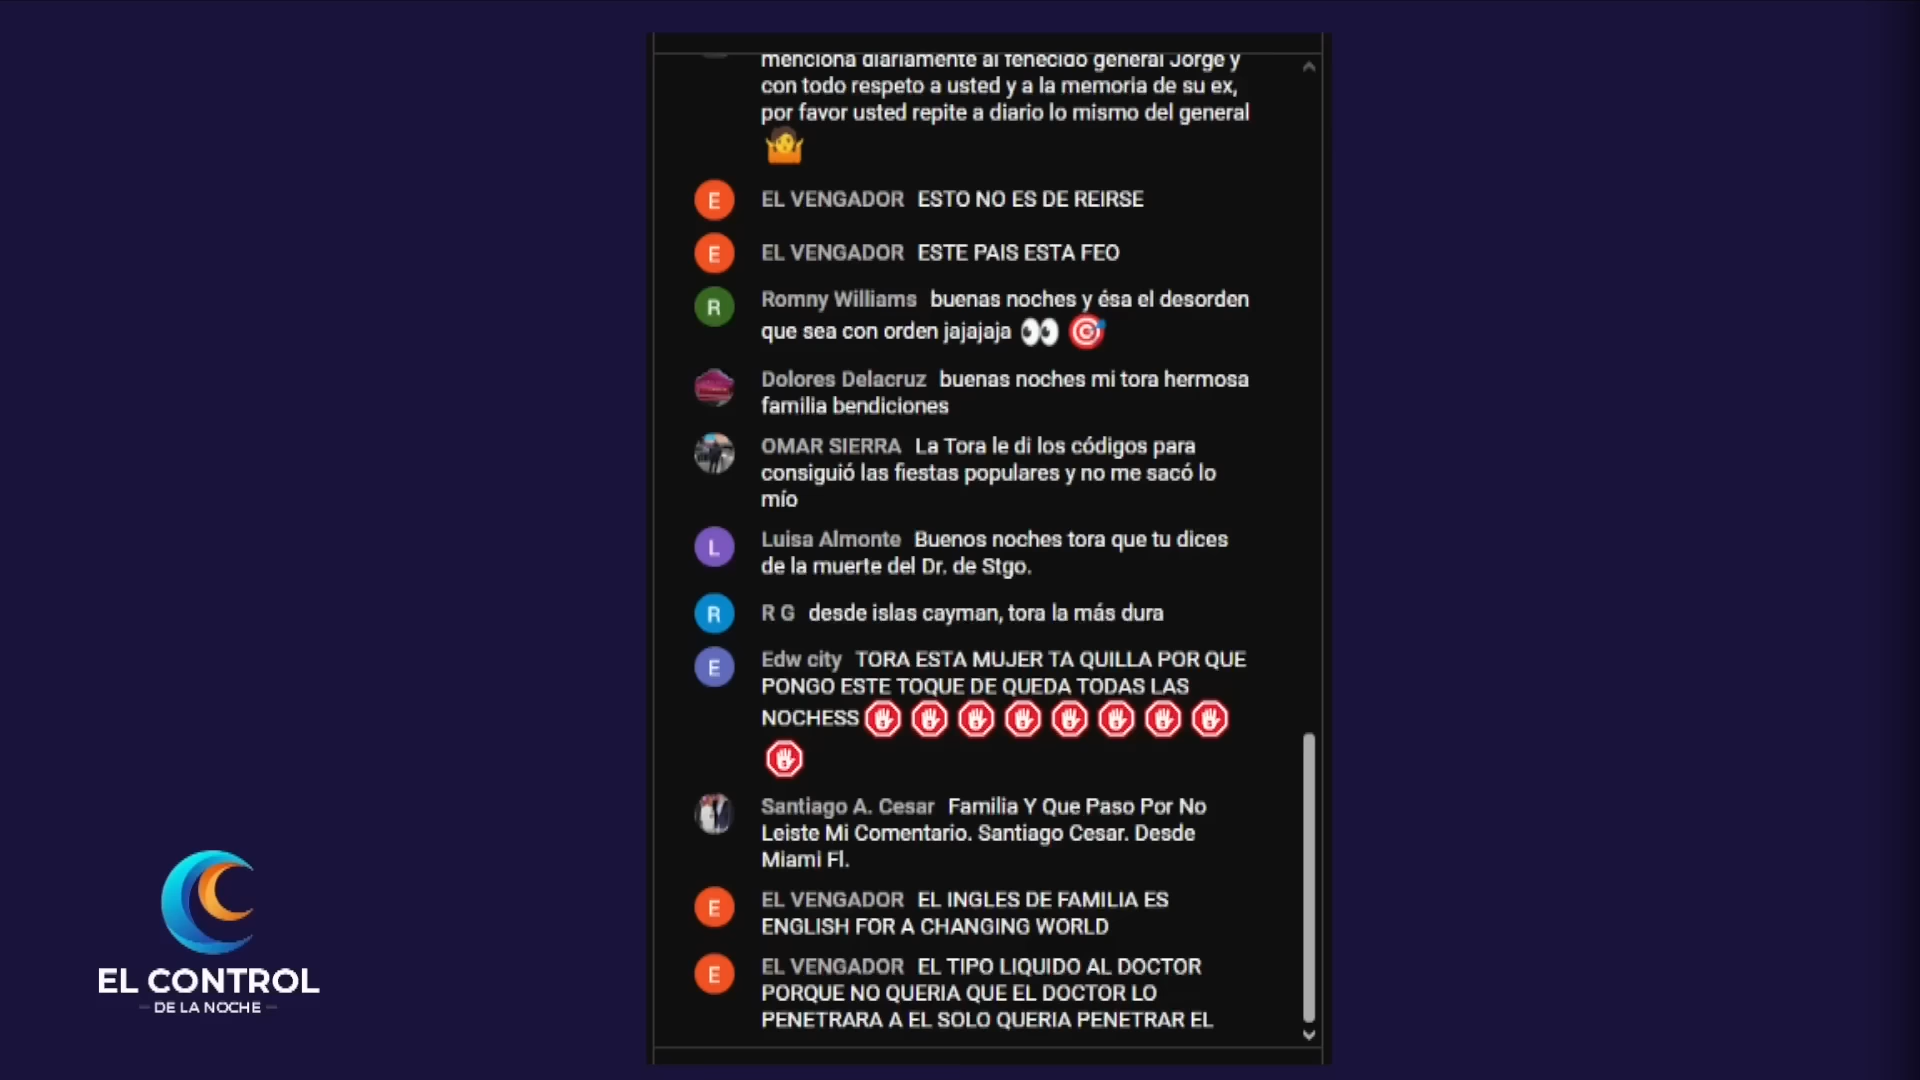 menciona diariamente al fenecido general Jorge y
con todo respeto a usted y a la memoria de su ex,
por favor usted repite a diario lo mismo del general
E EL VENGADOR ESTO NO ES DE REIRSE
E EL VENGADOR ESTE PAIS ESTA FEO
R Romny Williams buenas noches y ésa el desorden
que sea con orden jajajaja
Dolores Delacruz buenas noches mi tora hermosa
familia bendiciones
OMAR SIERRA La Tora le di los códigos para
consiguió las fiestas populares y no me sacó lo
mío
L Luisa Almonte Buenos noches tora que tu dices
de la muerte del Dr. de Stgo.
R R G desde islas cayman, tora la más dura
E Edw city TORA ESTA MUJER TA QUILLA POR QUE
PONGO ESTE TOQUE DE QUEDA TODAS LAS
NOCHESS
Santiago A. Cesar Familia Y Que Paso Por No
Leiste Mi Comentario. Santiago Cesar. Desde
Miami Fl.
E EL VENGADOR EL INGLES DE FAMILIA ES
ENGLISH FOR A CHANGING WORLD
E EL VENGADOR EL TIPO LIQUIDO AL DOCTOR
PORQUE NO QUERIA QUE EL DOCTOR LO
PENETRARA A EL SOLO QUERIA PENETRAR EL
EL CONTROL
DE LA NOCHE